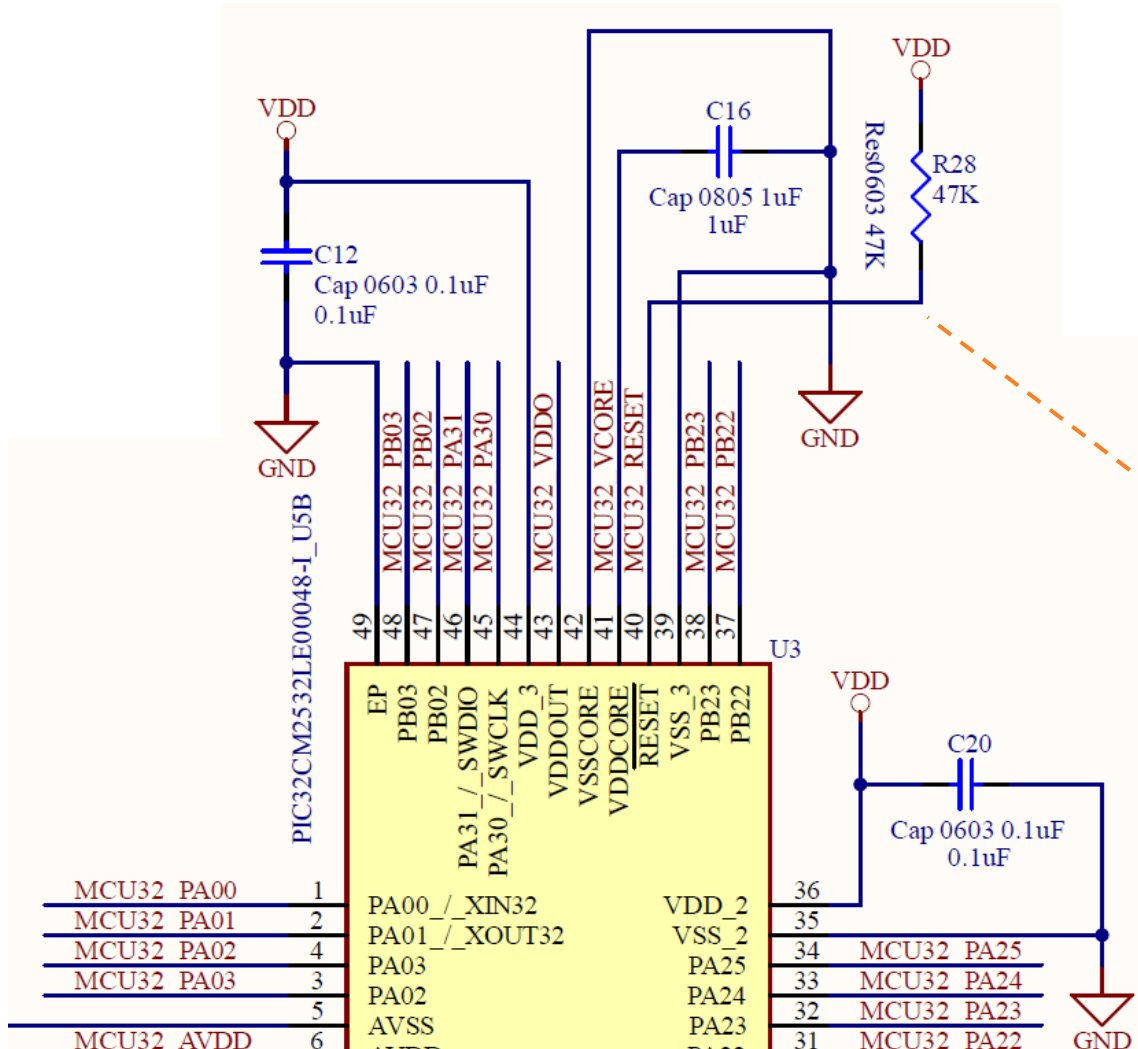 VDD
VDD
C16
Cap 0805 1uF
1uF
Res0603 47K
R28
47K
C12
Cap 0603 0.1uF
0.1uF
GND
GND
PIC32CM2532LE00048-I_U5B
MCU32_PB03
MCU32_PB02
MCU32_PA31
MCU32_PA30
MCU32_VDDO
MCU32_VCORE
MCU32_RESET
MCU32_PB23
MCU32_PB22
49
48
47
46
45
44
43
42
41
40
39
38
37
U3
EP
PB03
PB02
PA31_/_SWDIO
PA30_/_SWCLK
VDD_3
VDDOUT
VSSCORE
VDDCORE
RESET
VSS_3
PB23
PB22
VDD
C20
Cap 0603 0.1uF
0.1uF
GND
MCU32_PA00 1 PA00_/_XIN32
MCU32_PA01 2 PA01_/_XOUT32
MCU32_PA02 4 PA03
MCU32_PA03 3 PA02
5 AVSS
MCU32_AVDD 6
VDD_2 36
VSS_2 35
PA25 34 MCU32_PA25
PA24 33 MCU32_PA24
PA23 32 MCU32_PA23
31 MCU32_PA22